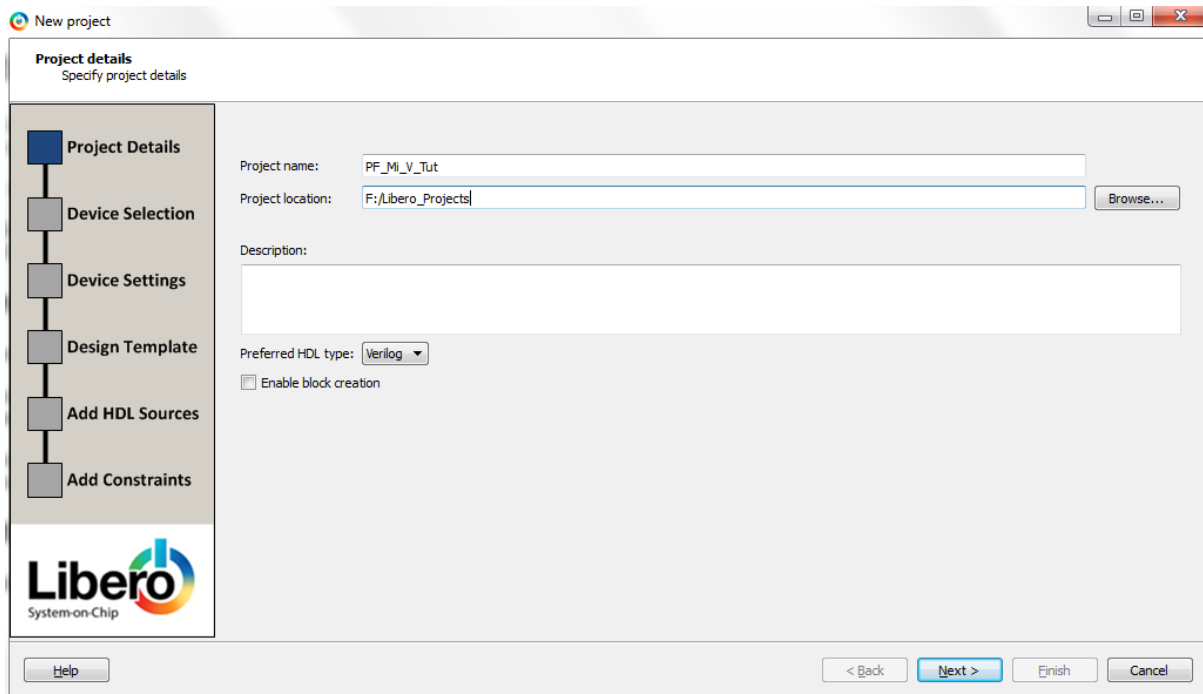 New project
Project details
Specify project details
Project Details
Device Selection
Device Settings
Design Template
Add HDL Sources
Add Constraints
Libero
System-on-Chip
Project name: PF_Mi_V_Tut
Project location: F:/Libero_Projects Browse...
Description:
Preferred HDL type: Verilog
Enable block creation
Help < Back Next > Finish Cancel